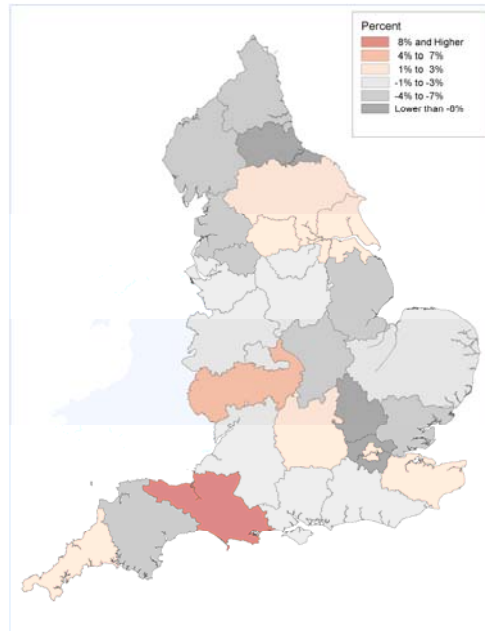 Percent
8% and Higher
4% to 7%
1% to 3%
-1% to -3%
-4% to -7%
Lower than -8%